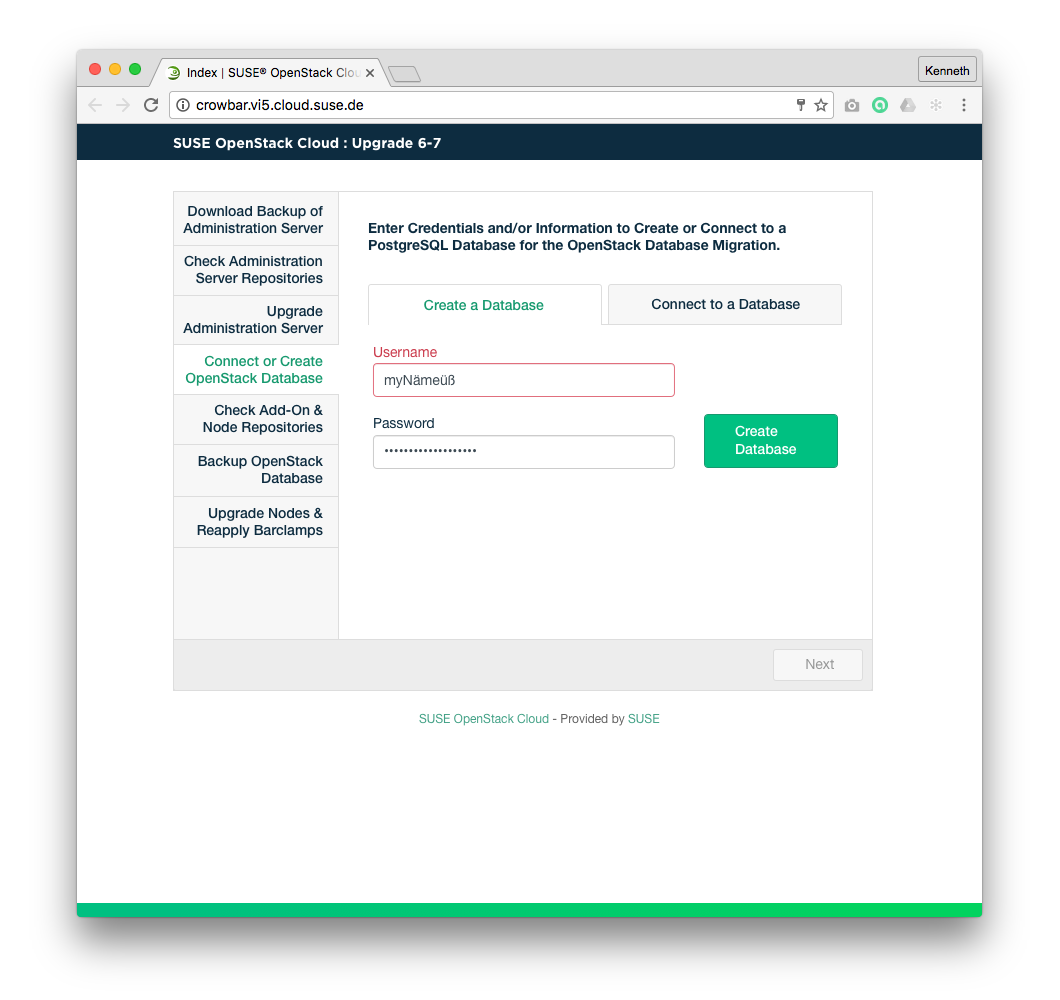 Index | SUSE® OpenStack Clou
Kenneth
crowbar.vi5.cloud.suse.de
SUSE OpenStack Cloud : Upgrade 6-7
Download Backup of
Administration Server
Check Administration
Server Repositories
Upgrade
Administration Server
Connect or Create
OpenStack Database
Check Add-On &
Node Repositories
Backup OpenStack
Database
Upgrade Nodes &
Reapply Barclamps
Enter Credentials and/or Information to Create or Connect to a
PostgreSQL Database for the OpenStack Database Migration.
Create a Database
Connect to a Database
Username
myNämeüß
Password
•••••••••••••••••••
Create
Database
Next
SUSE OpenStack Cloud - Provided by SUSE